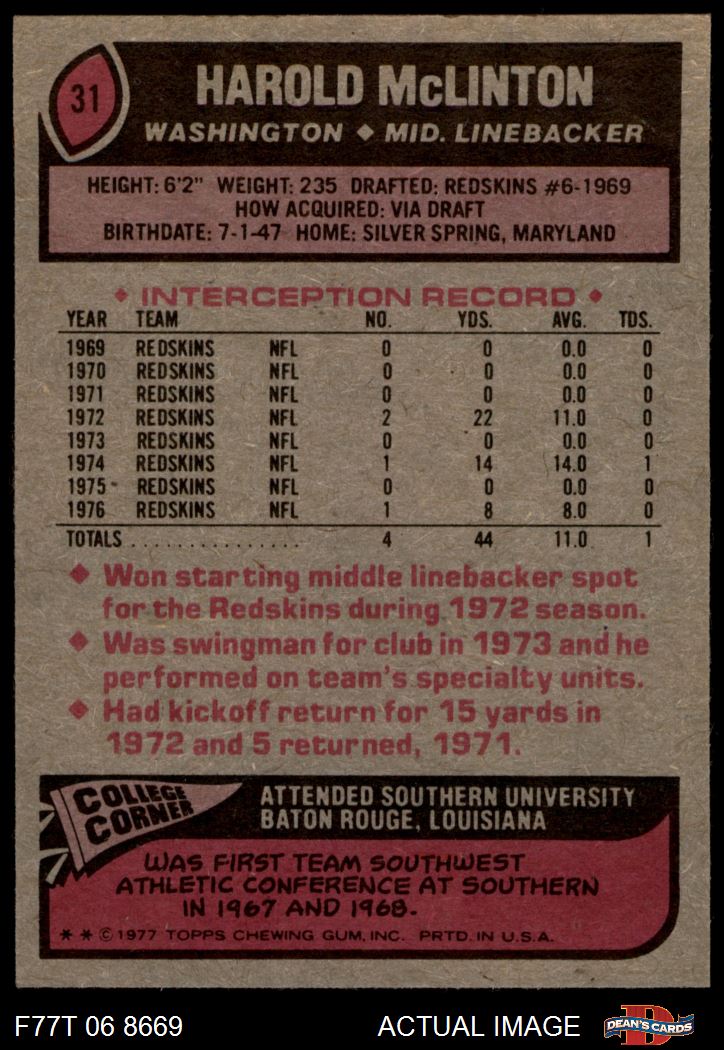 31
HAROLD McLINTON
WASHINGTON ◆ MID. LINEBACKER
HEIGHT: 6'2" WEIGHT: 235 DRAFTED: REDSKINS #6-1969
HOW ACQUIRED: VIA DRAFT
BIRTHDATE: 7-1-47 HOME: SILVER SPRING, MARYLAND
◆ INTERCEPTION RECORD ◆
YEAR TEAM NO. YDS. AVG. TDS.
1969 REDSKINS NFL 0 0 0.0 0
1970 REDSKINS NFL 0 0 0.0 0
1971 REDSKINS NFL 0 0 0.0 0
1972 REDSKINS NFL 2 22 11.0 0
1973 REDSKINS NFL 0 0 0.0 0
1974 REDSKINS NFL 1 14 14.0 1
1975 REDSKINS NFL 0 0 0.0 0
1976 REDSKINS NFL 1 8 8.0 0
TOTALS ................ 4 44 11.0 1
◆ Won starting middle linebacker spot
for the Redskins during 1972 season.
◆ Was swingman for club in 1973 and he
performed on team's specialty units.
◆ Had kickoff return for 15 yards in
1972 and 5 returned, 1971.
COLLEGE
CORNER
ATTENDED SOUTHERN UNIVERSITY
BATON ROUGE, LOUISIANA
WAS FIRST TEAM SOUTHWEST
ATHLETIC CONFERENCE AT SOUTHERN
IN 1967 AND 1968.
* * © 1977 TOPPS CHEWING GUM, INC. PRTD. IN U.S.A.
F77T 06 8669 ACTUAL IMAGE D DEAN'S CARDS